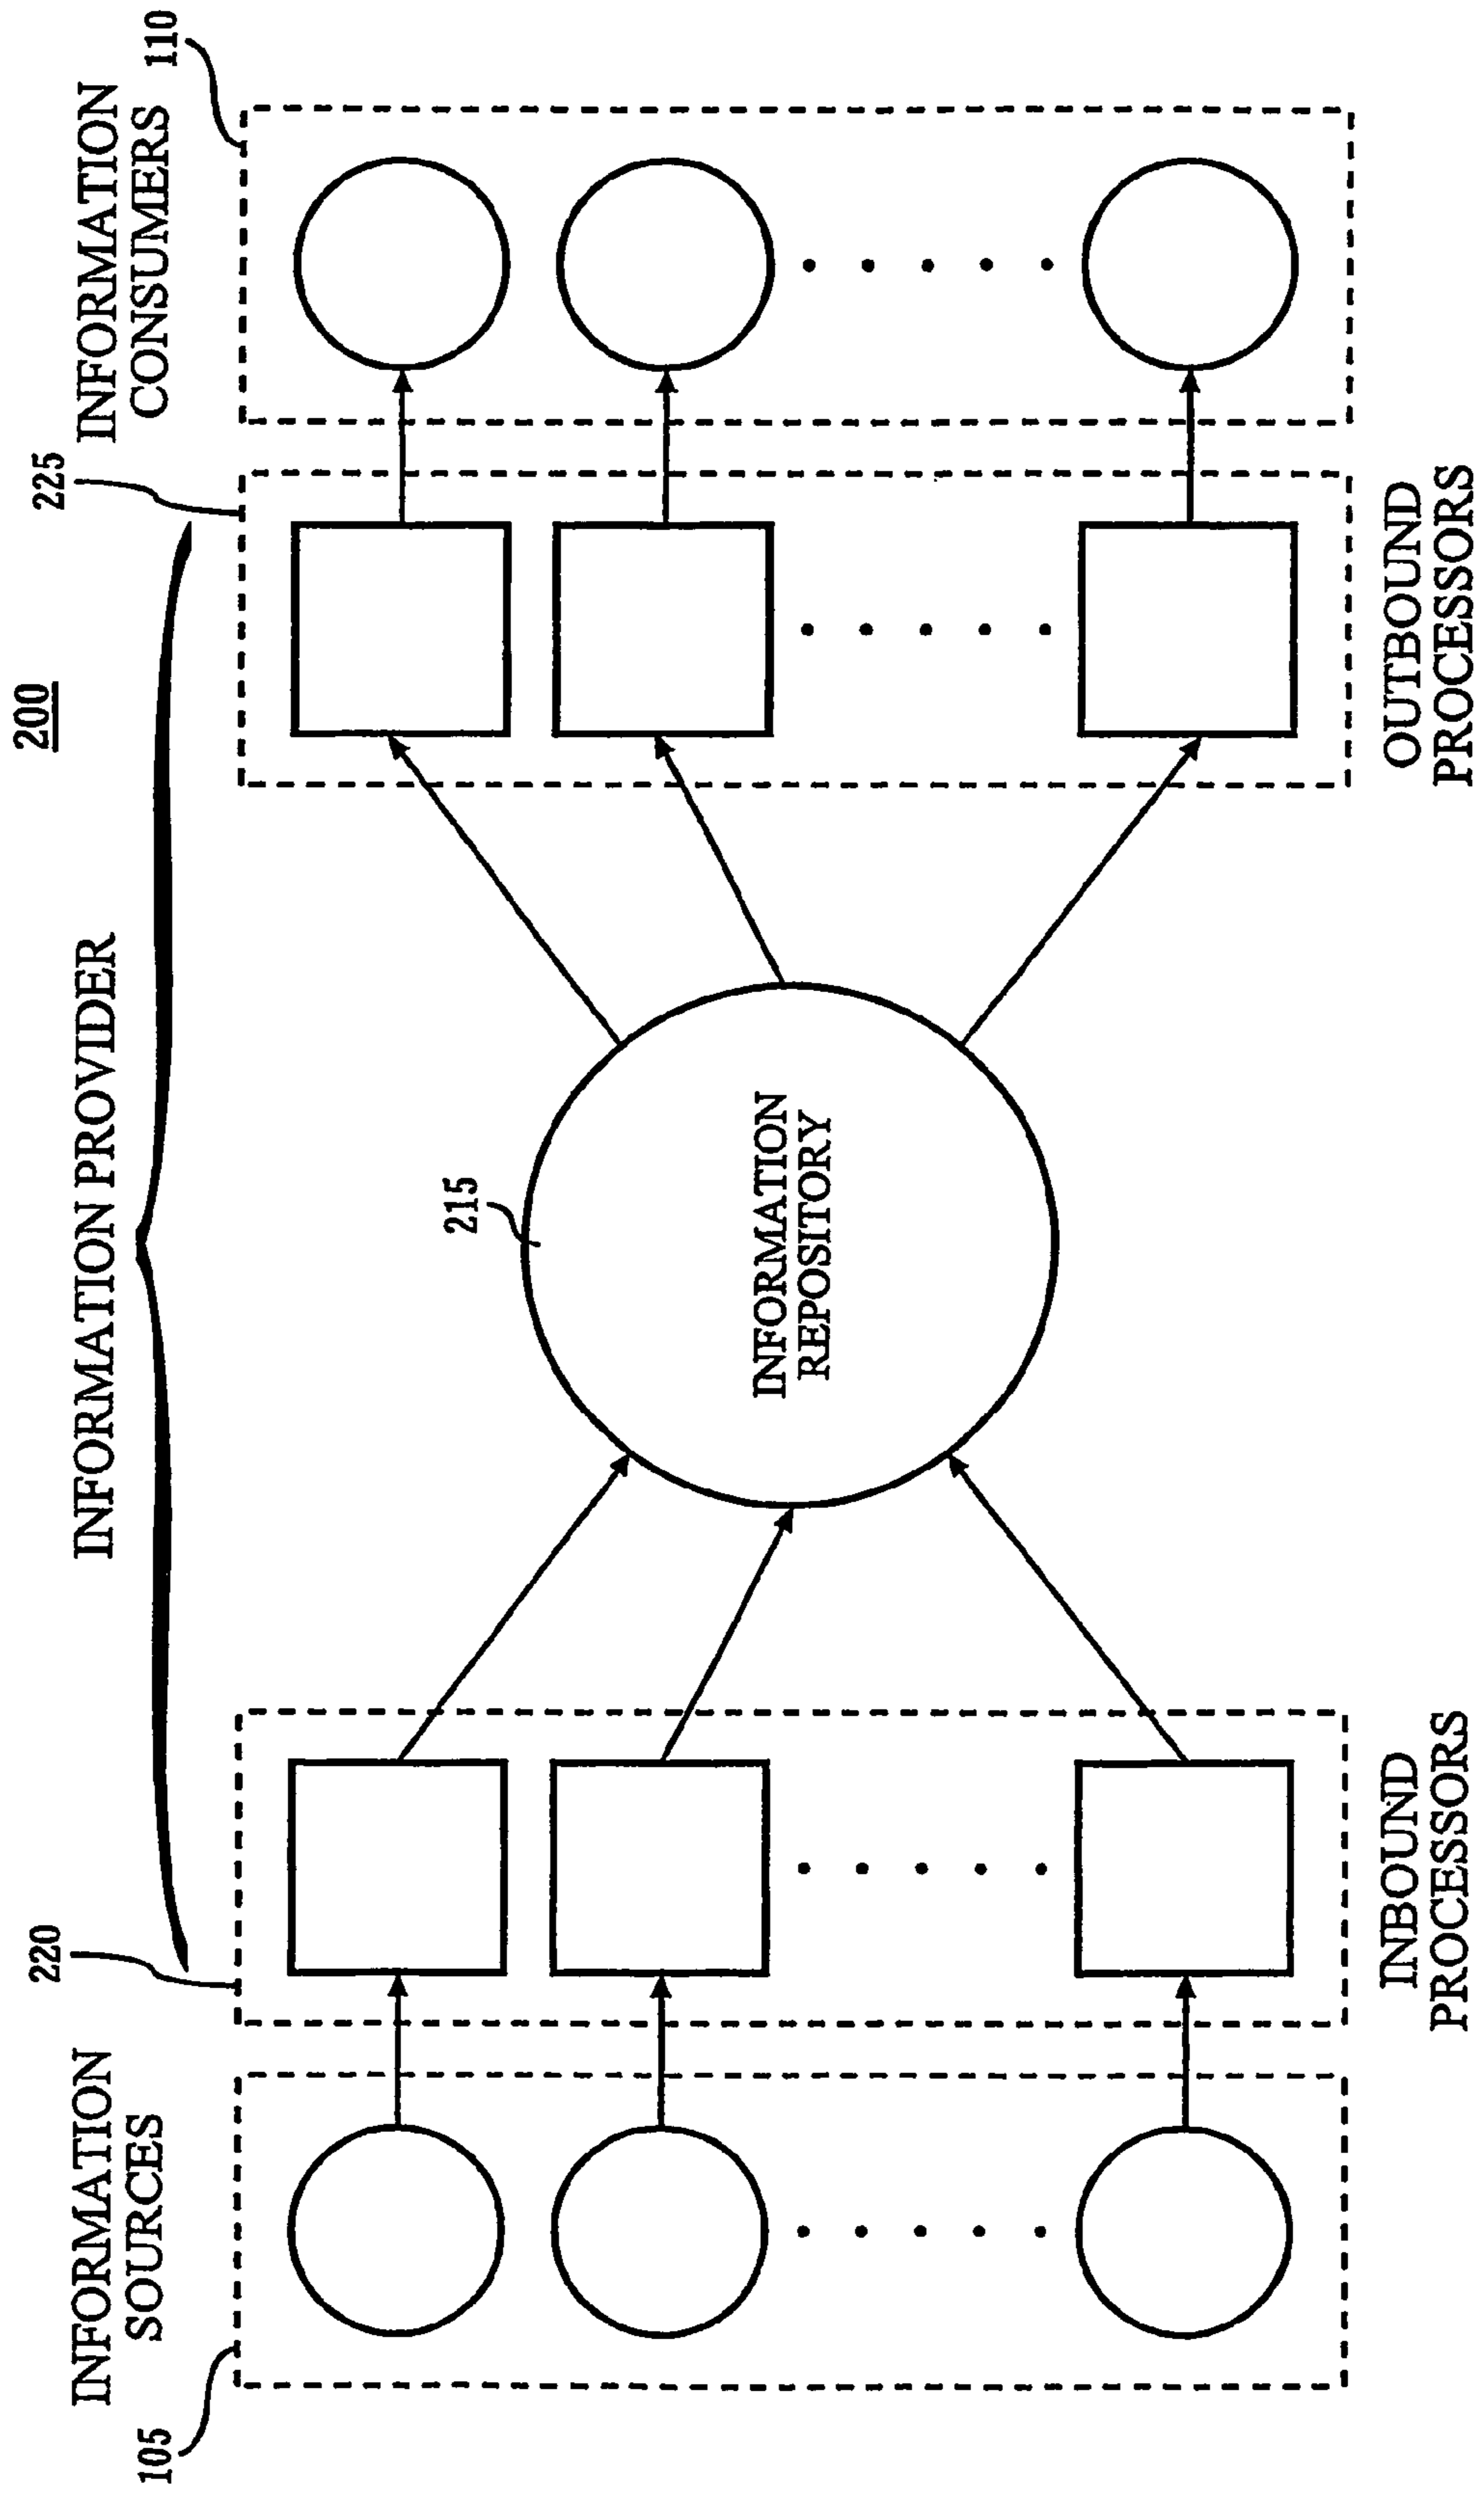 200
INFORMATION PROVIDER
INFORMATION
SOURCES
105
220
225
INFORMATION
CONSUMERS
110
215
INFORMATION
REPOSITORY
INBOUND
PROCESSORS
OUTBOUND
PROCESSORS